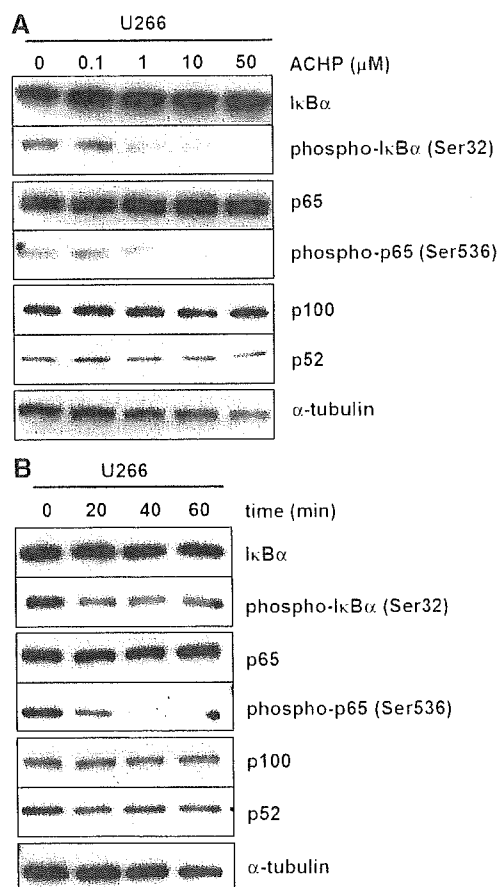 A
U266
0 0.1 1 10 50 ACHP (μM)
IκBα
phospho-IκBα (Ser32)
p65
phospho-p65 (Ser536)
p100
p52
α-tubulin
B
U266
0 20 40 60 time (min)
IκBα
phospho-IκBα (Ser32)
p65
phospho-p65 (Ser536)
p100
p52
α-tubulin